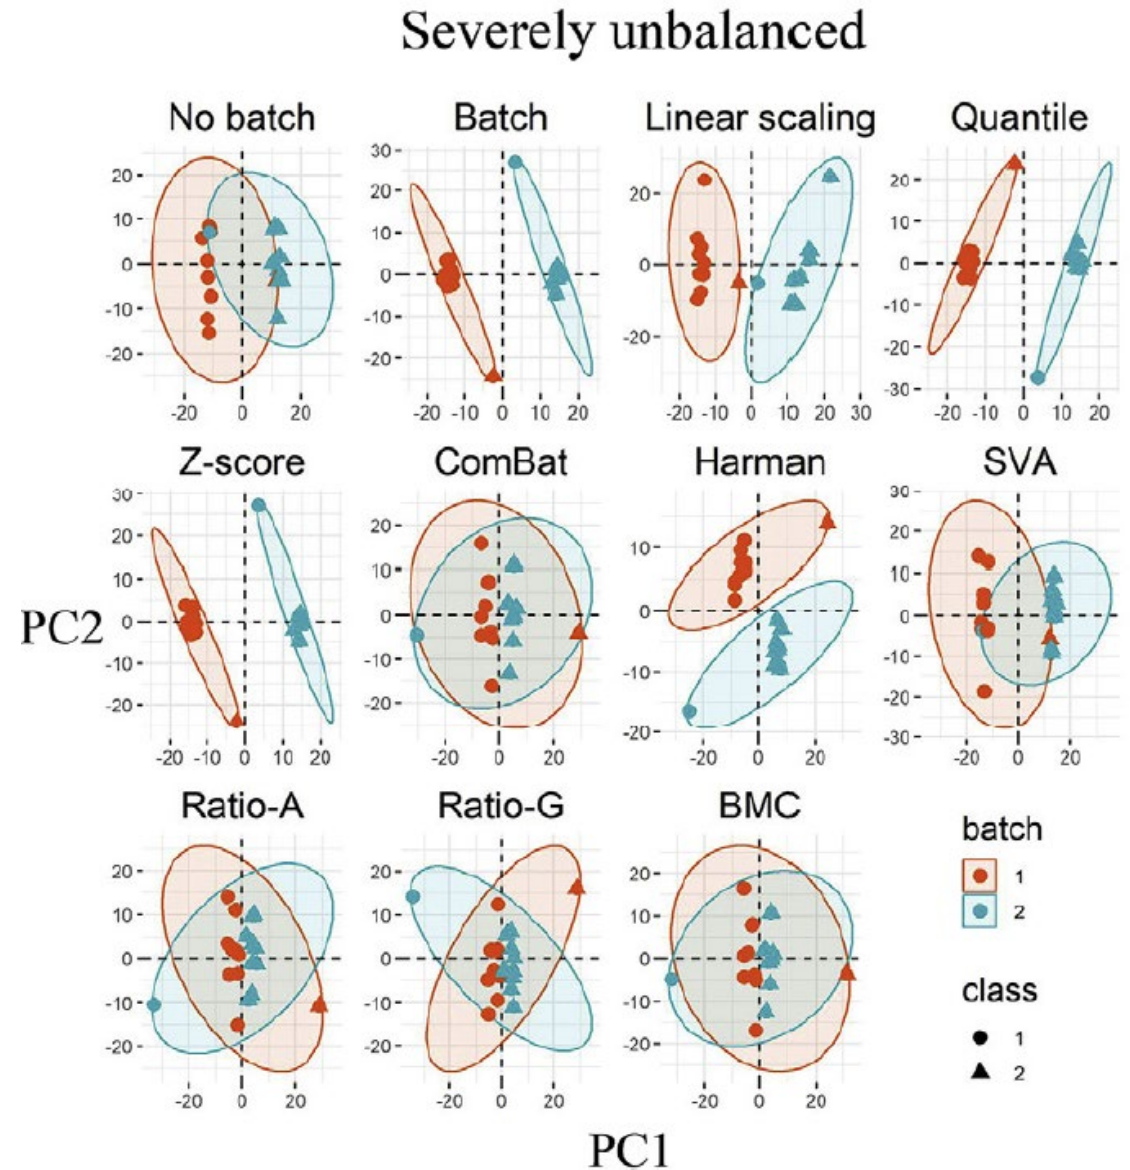 Severely unbalanced
No batch Batch Linear scaling Quantile
20 10 0 -10 -20
-20 0 20
30 20 10 0 -10 -20
-20 -10 0 10 20
20 0 -20
-20 -10 0 10 20 30
20 10 0 -10 -20 -30
-20 -10 0 10 20
Z-score ComBat Harman SVA
30 20 10 0 -10 -20
-20 -10 0 10 20
20 10 0 -10 -20
-20 0 20
10 0 -10 -20
-20 0 20
30 20 10 0 -10 -20 -30
-20 0 20
PC2
Ratio-A Ratio-G BMC
20 10 0 -10 -20
-20 0 20
20 10 0 -10 -20
-20 0 20
20 10 0 -10 -20
-20 0 20
batch
1
2
class
1
2
PC1